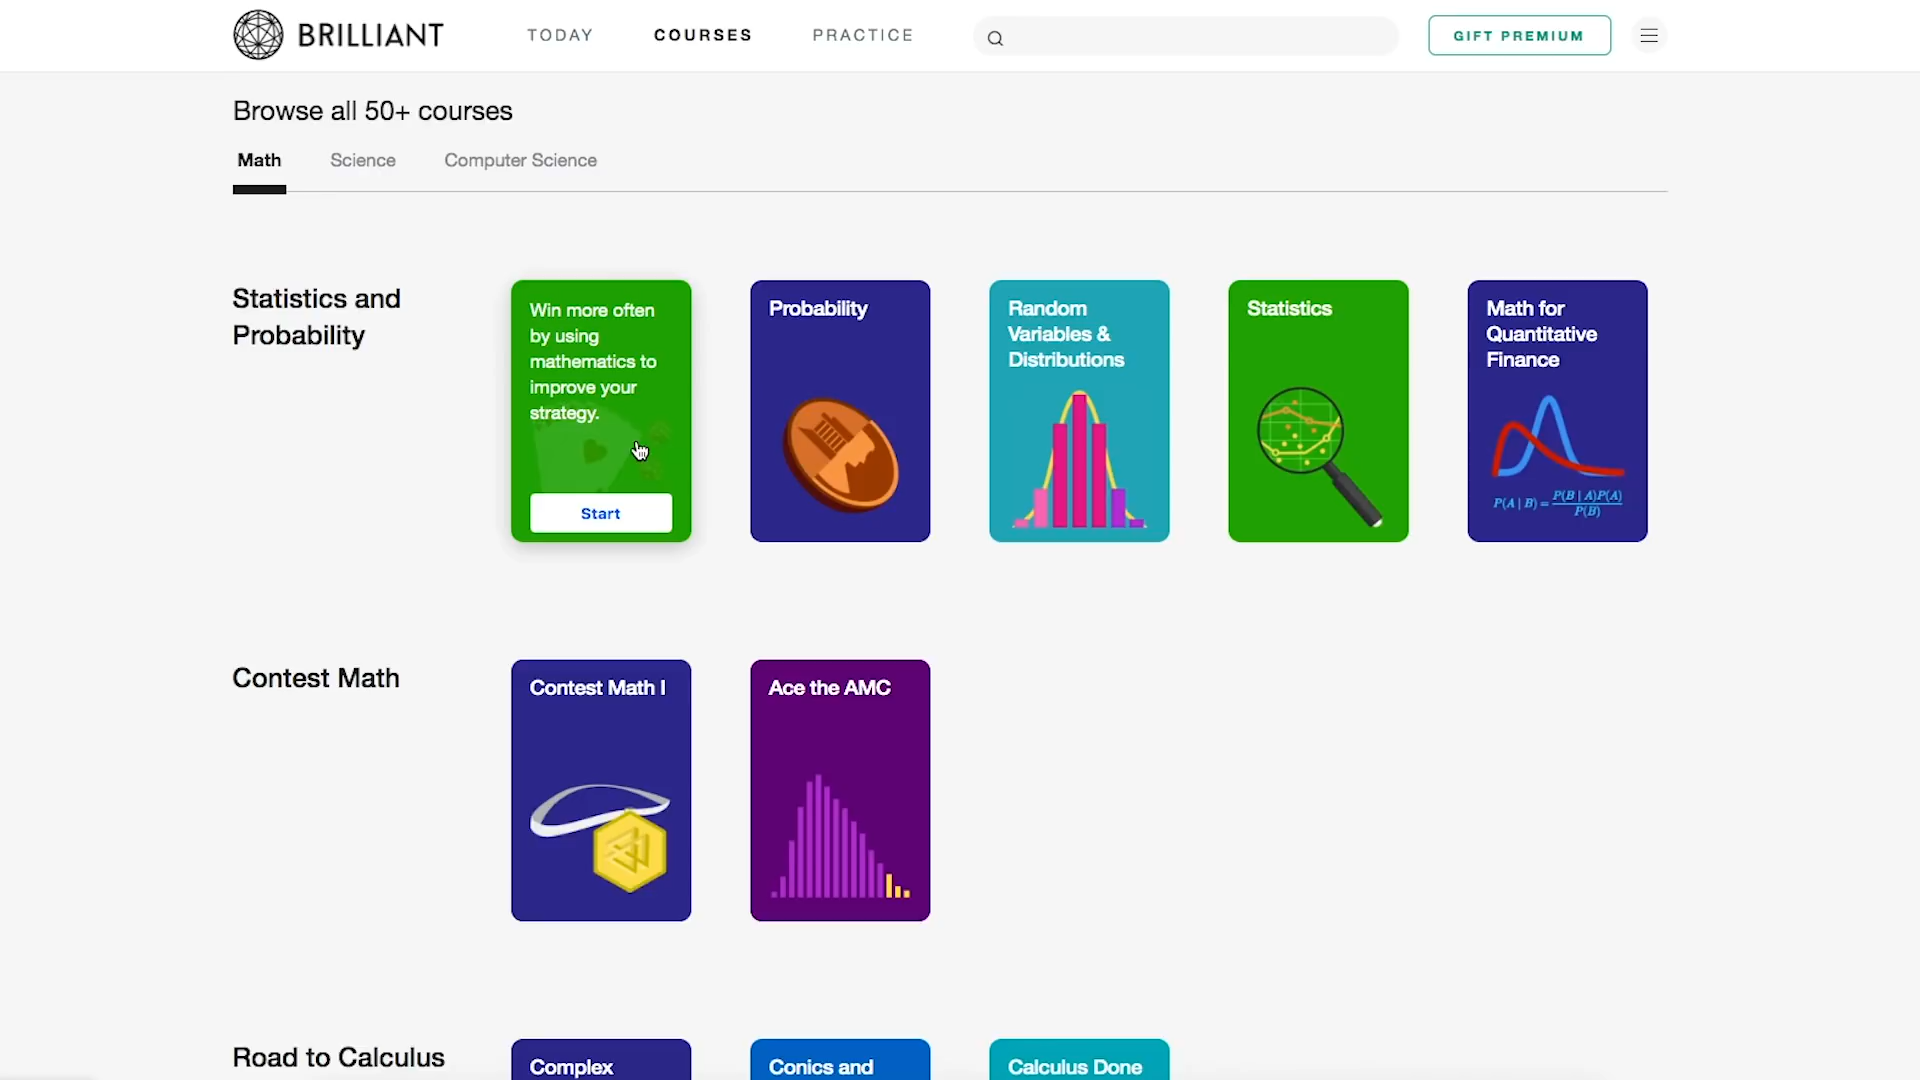 BRILLIANT
TODAY
COURSES
PRACTICE
GIFT PREMIUM
Browse all 50+ courses
Math
Science
Computer Science
Statistics and
Probability
Win more often
by using
mathematics to
improve your
strategy.
Start
Probability
Random
Variables &
Distributions
Statistics
Math for
Quantitative
Finance
P(A | B) = P(B | A)P(A)
P(B)
Contest Math
Contest Math I
Ace the AMC
Road to Calculus
Complex
Conics and
Calculus Done